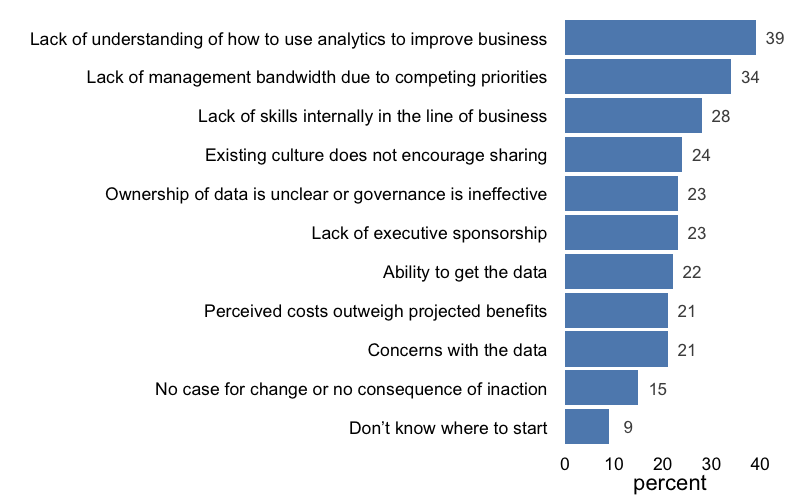 Lack of understanding of how to use analytics to improve business 39
Lack of management bandwidth due to competing priorities 34
Lack of skills internally in the line of business 28
Existing culture does not encourage sharing 24
Ownership of data is unclear or governance is ineffective 23
Lack of executive sponsorship 23
Ability to get the data 22
Perceived costs outweigh projected benefits 21
Concerns with the data 21
No case for change or no consequence of inaction 15
Don’t know where to start 9
0 10 20 30 40
percent